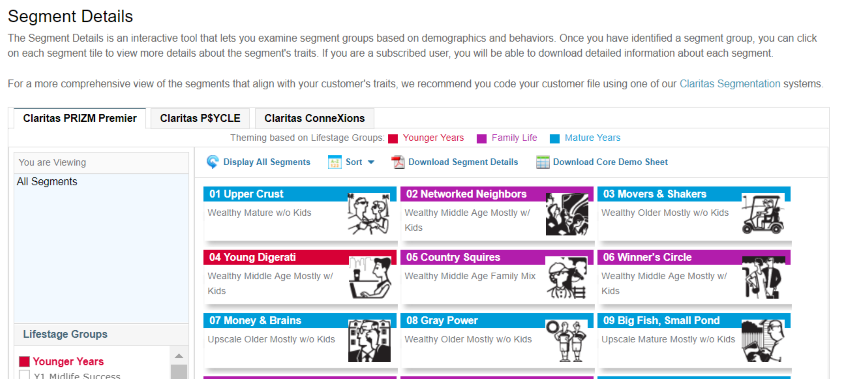 Segment Details
The Segment Details is an interactive tool that lets you examine segment groups based on demographics and behaviors. Once you have identified a segment group, you can click
on each segment tile to view more details about the segment's traits. If you are a subscribed user, you will be able to download detailed information about each segment.
For a more comprehensive view of the segments that align with your customer's traits, we recommend you code your customer file using one of our Claritas Segmentation systems.
Claritas PRIZM Premier
Claritas P$YCLE
Claritas ConneXions
Theming based on Lifestage Groups: Younger Years Family Life Mature Years
You are Viewing
All Segments
Lifestage Groups
Younger Years
Y1 Midlife Success
Display All Segments
Sort
Download Segment Details
Download Core Demo Sheet
01 Upper Crust
Wealthy Mature w/o Kids
02 Networked Neighbors
Wealthy Middle Age Mostly w/
Kids
03 Movers & Shakers
Wealthy Older Mostly w/o Kids
04 Young Digerati
Wealthy Middle Age Mostly w/
Kids
05 Country Squires
Wealthy Middle Age Family Mix
06 Winner's Circle
Wealthy Middle Age Mostly w/
Kids
07 Money & Brains
Upscale Older Mostly w/o Kids
08 Gray Power
Wealthy Older Mostly w/o Kids
09 Big Fish, Small Pond
Upscale Mature Mostly w/o Kids